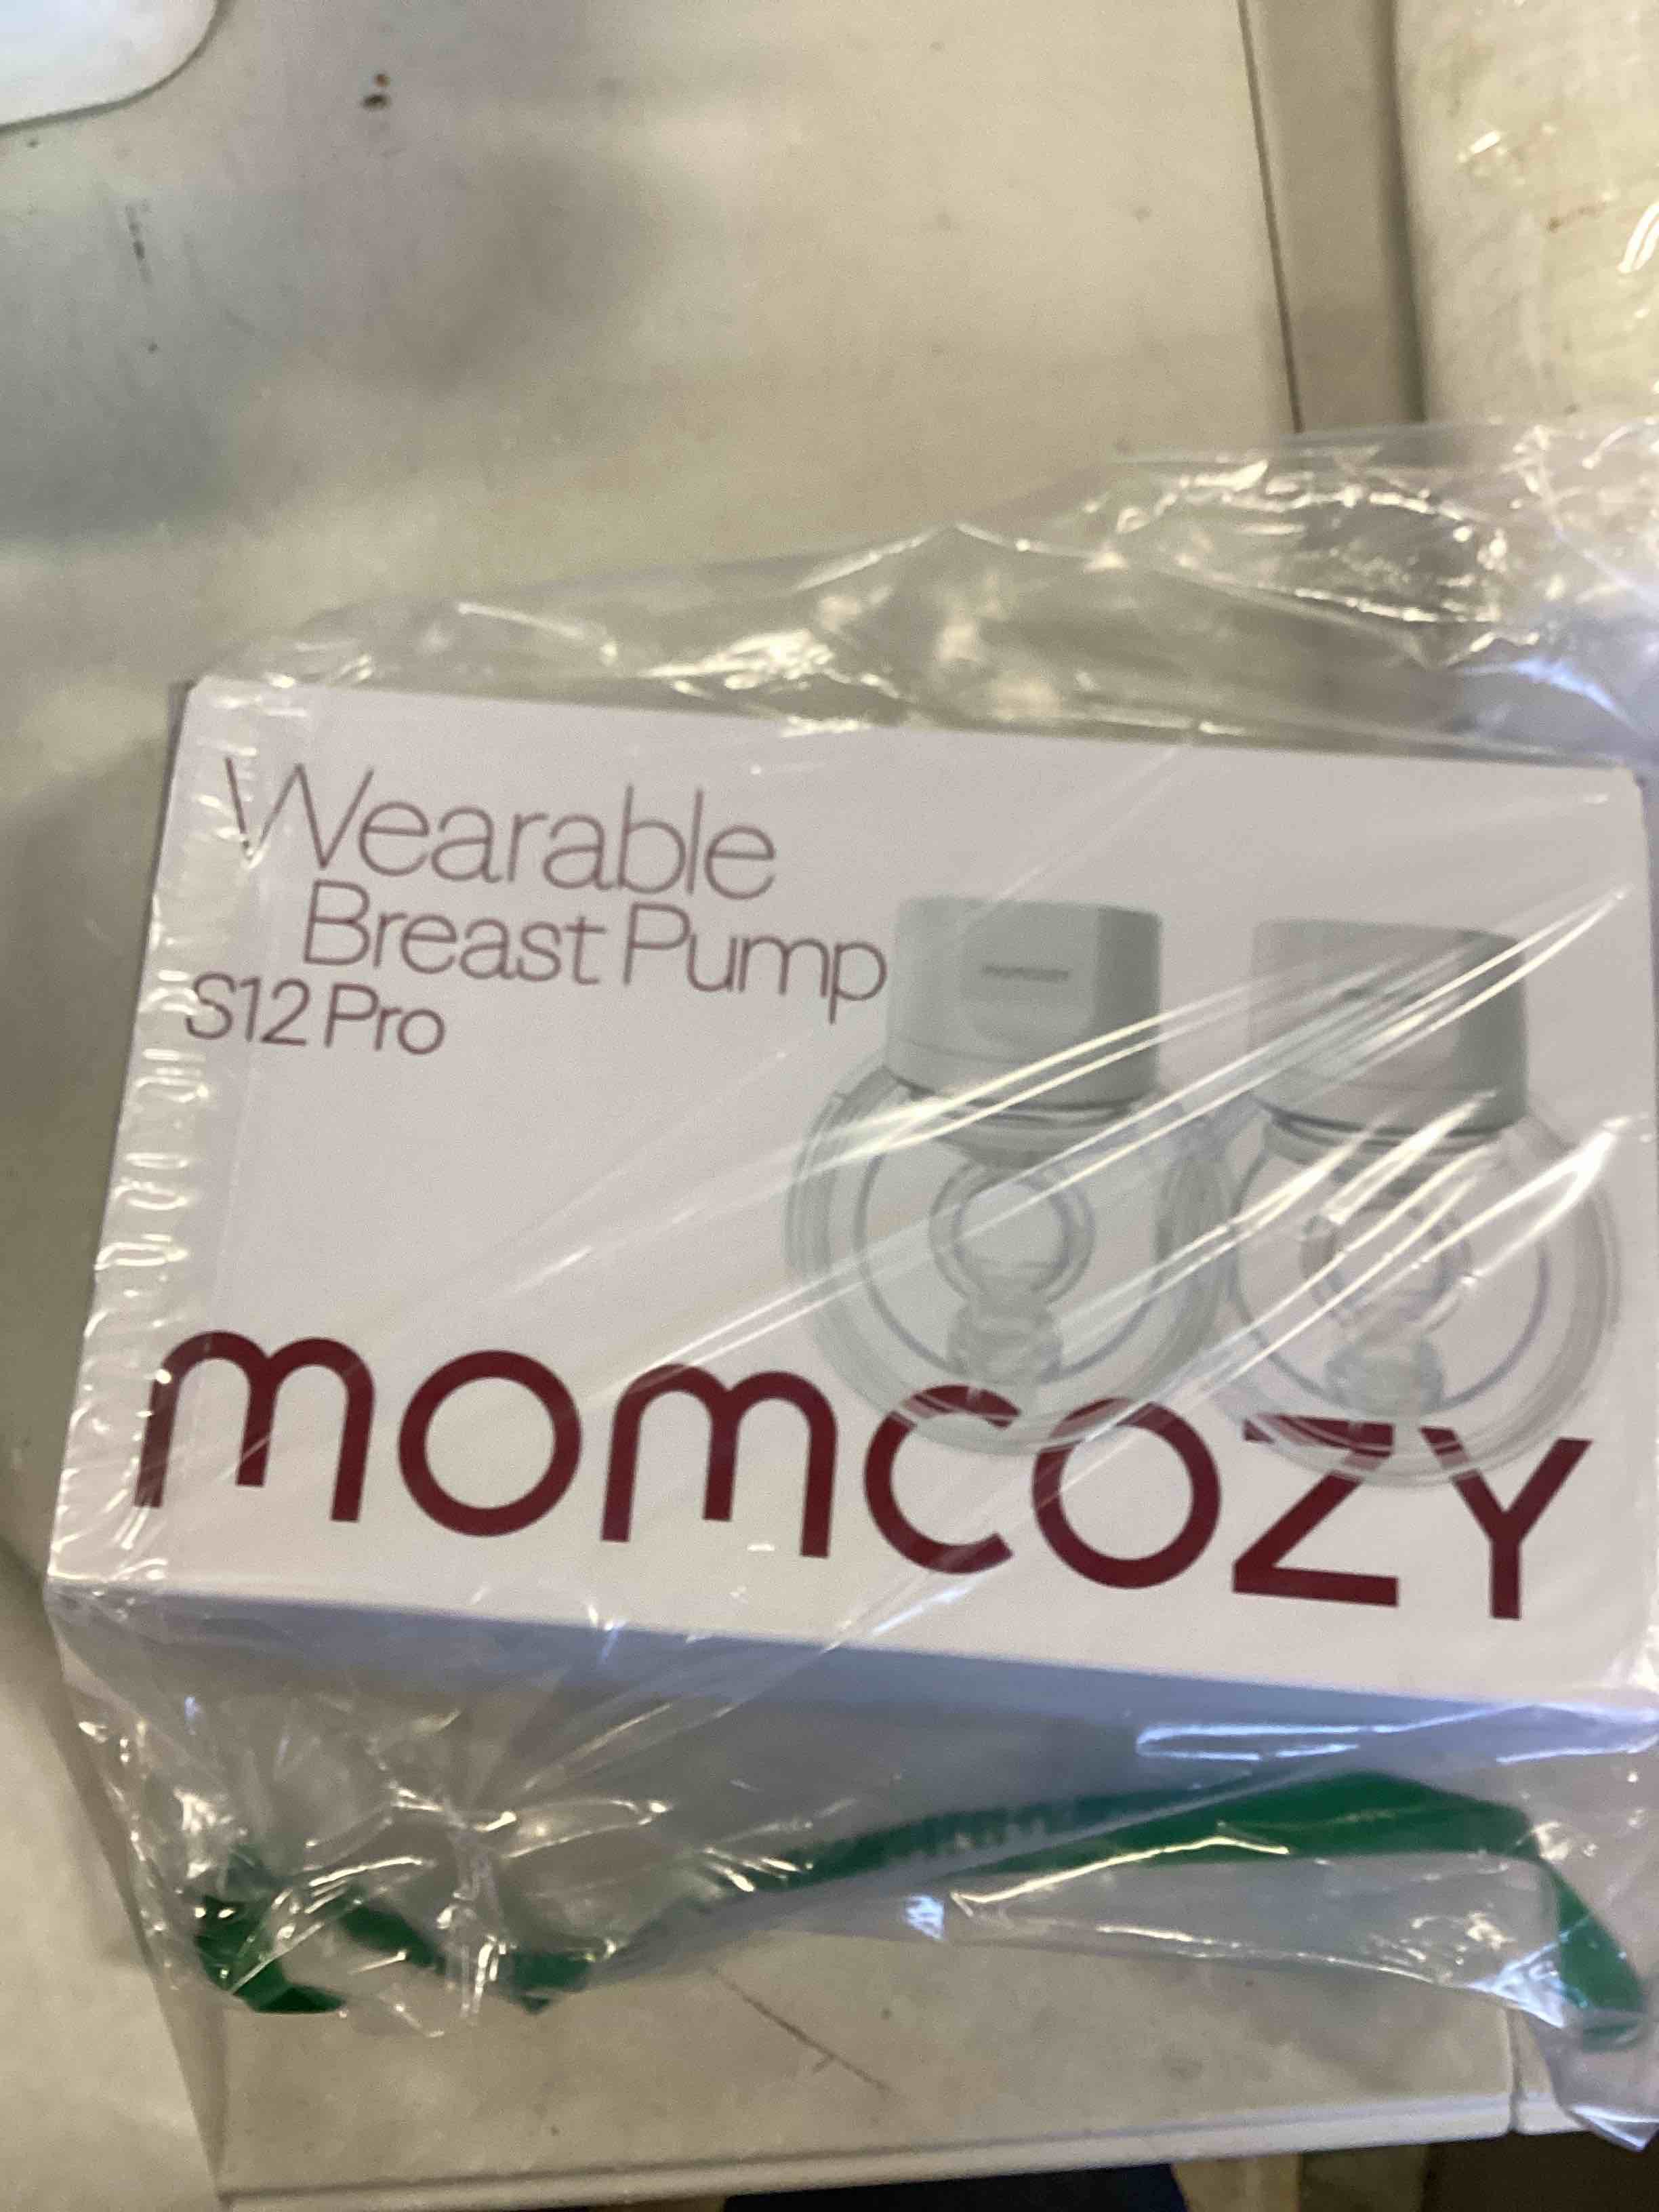 Wearable
Breast Pump
S12 Pro
momcozy